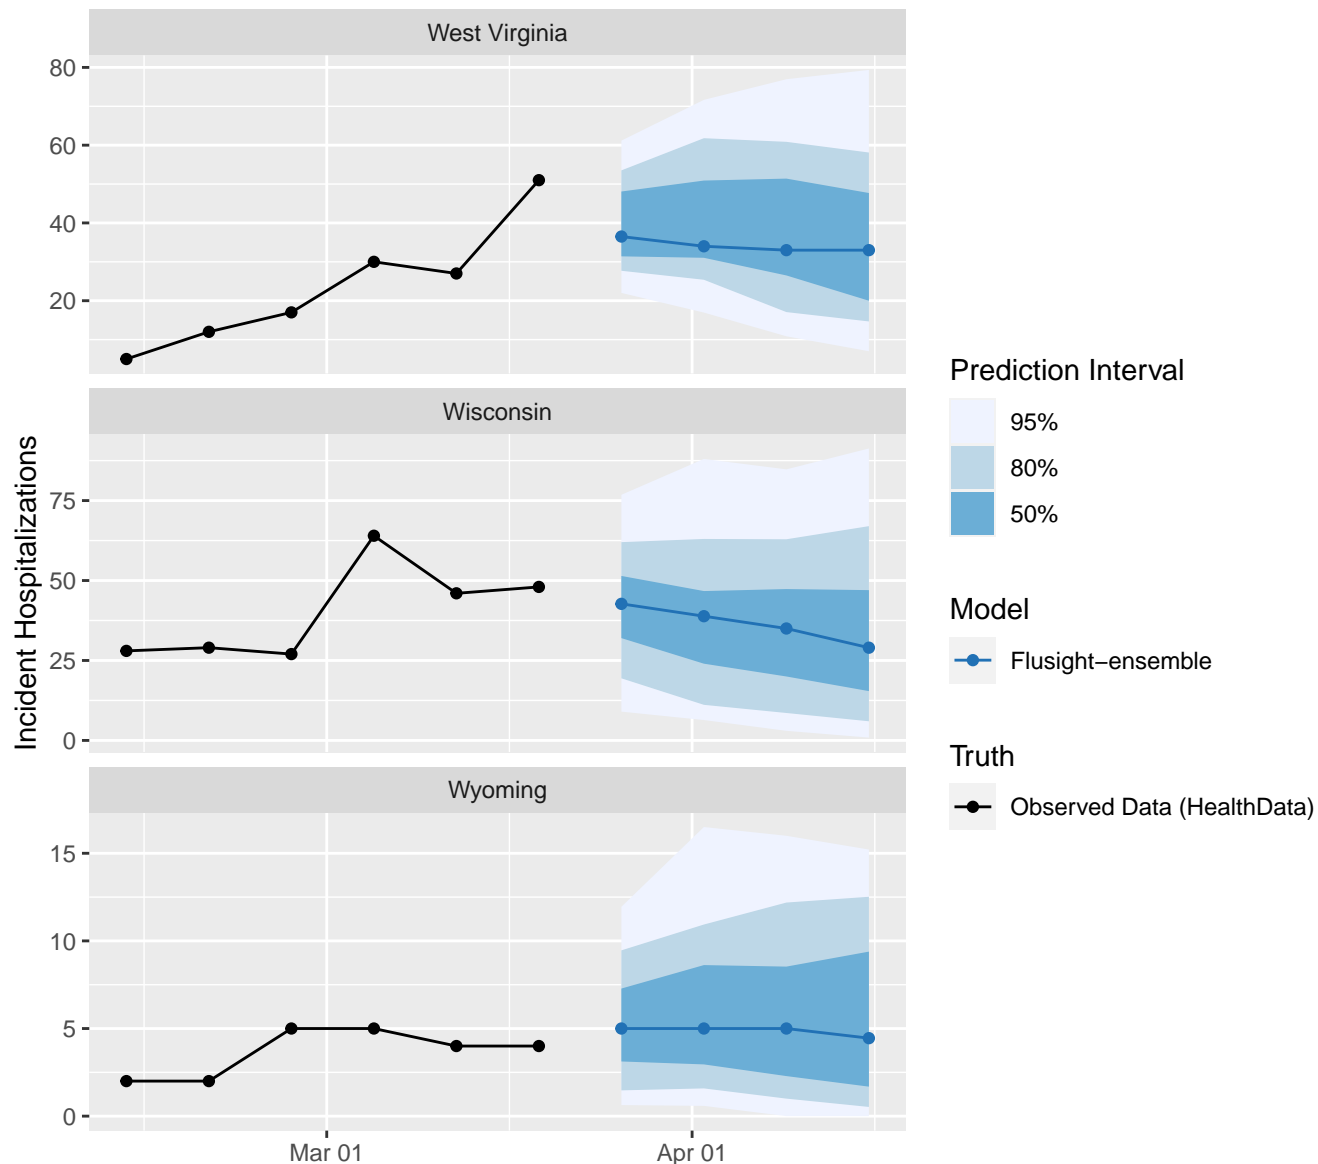 West Virginia
80
60
40
20
Wisconsin
75
50
25
0
Wyoming
15
10
5
0
Mar 01
Apr 01
Incident Hospitalizations
Prediction Interval
95%
80%
50%
Model
Flusight−ensemble
Truth
Observed Data (HealthData)